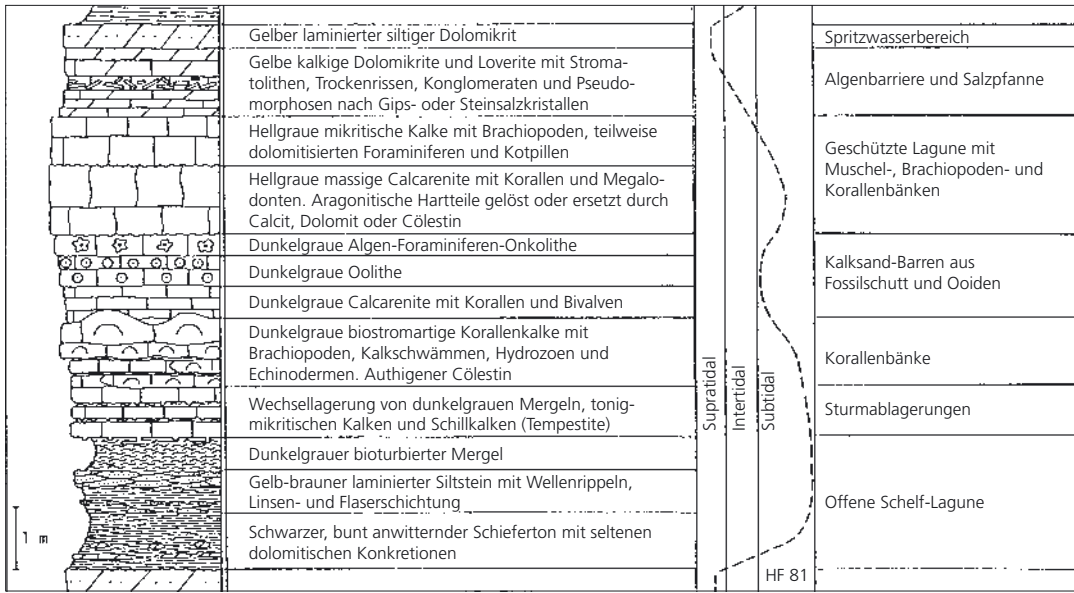 Gelber laminierter siltiger Dolomikrit
Gelbe kalkige Dolomikrite und Loverite mit Stroma-
tolithen, Trockenrissen, Konglomeraten und Pseudo-
morphosen nach Gips- oder Steinsalzkristallen
Hellgraue mikritische Kalke mit Brachiopoden, teilweise
dolomitisierten Foraminiferen und Kotpillen
Hellgraue massige Calcarenite mit Korallen und Megalo-
donten. Aragonitische Hartteile gelöst oder ersetzt durch
Calcit, Dolomit oder Cölestin
Dunkelgraue Algen-Foraminiferen-Onkolithe
Dunkelgraue Oolithe
Dunkelgraue Calcarenite mit Korallen und Bivalven
Dunkelgraue biostromartige Korallenkalke mit
Brachiopoden, Kalkschwämmen, Hydrozoen und
Echinodermen. Authigener Cölestin
Wechsellagerung von dunkelgrauen Mergeln, tonig-
mikritischen Kalken und Schillkalken (Tempestite)
Dunkelgrauer bioturbierter Mergel
Gelb-brauner laminierter Siltstein mit Wellenrippeln,
Linsen- und Flaserschichtung
Schwarzer, bunt anwitternder Schieferton mit seltenen
dolomitischen Konkretionen
1 m
Supratidal
Intertidal
Subtidal
HF 81
Spritzwasserbereich
Algenbarriere und Salzpfanne
Geschützte Lagune mit
Muschel-, Brachiopoden- und
Korallenbänken
Kalksand-Barren aus
Fossilschutt und Ooiden
Korallenbänke
Sturmablagerungen
Offene Schelf-Lagune